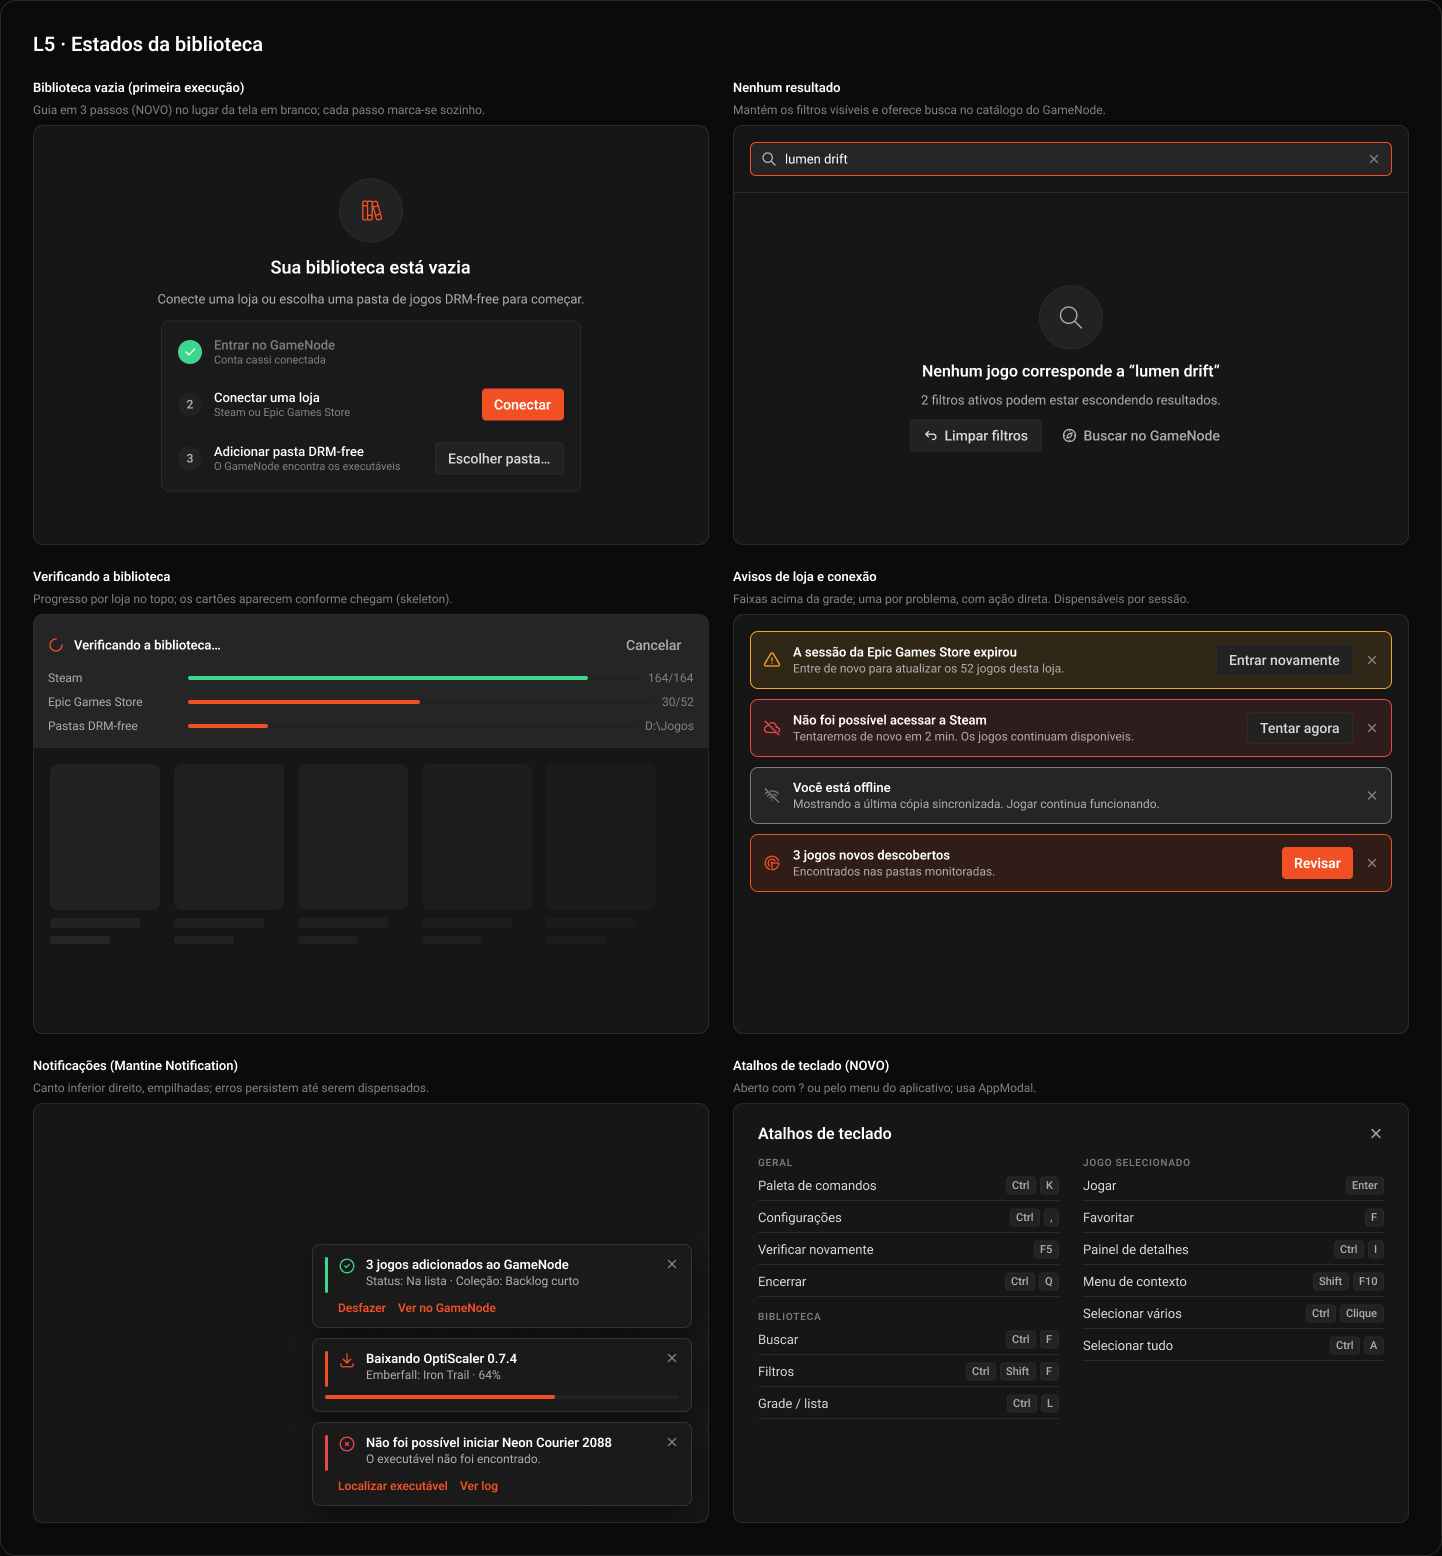 L5 · Estados da biblioteca
Biblioteca vazia (primeira execução)
Guia em 3 passos (NOVO) no lugar da tela em branco; cada passo marca-se sozinho.
Sua biblioteca está vazia
Conecte uma loja ou escolha uma pasta de jogos DRM-free para começar.
Entrar no GameNode
Conta cassi conectada
2
Conectar uma loja
Steam ou Epic Games Store
Conectar
3
Adicionar pasta DRM-free
O GameNode encontra os executáveis
Escolher pasta...
Nenhum resultado
Mantém os filtros visíveis e oferece busca no catálogo do GameNode.
lumen drift
Nenhum jogo corresponde a “lumen drift”
2 filtros ativos podem estar escondendo resultados.
Limpar filtros
Buscar no GameNode
Verificando a biblioteca
Progresso por loja no topo; os cartões aparecem conforme chegam (skeleton).
Verificando a biblioteca...
Cancelar
Steam
164/164
Epic Games Store
30/52
Pastas DRM-free
D:\Jogos
Avisos de loja e conexão
Faixas acima da grade; uma por problema, com ação direta. Dispensáveis por sessão.
A sessão da Epic Games Store expirou
Entre de novo para atualizar os 52 jogos desta loja.
Entrar novamente
Não foi possível acessar a Steam
Tentaremos de novo em 2 min. Os jogos continuam disponíveis.
Tentar agora
Você está offline
Mostrando a última cópia sincronizada. Jogar continua funcionando.
3 jogos novos descobertos
Encontrados nas pastas monitoradas.
Revisar
Notificações (Mantine Notification)
Canto inferior direito, empilhadas; erros persistem até serem dispensados.
3 jogos adicionados ao GameNode
Status: Na lista · Coleção: Backlog curto
Desfazer Ver no GameNode
Baixando OptiScaler 0.7.4
Emberfall: Iron Trail · 64%
Não foi possível iniciar Neon Courier 2088
O executável não foi encontrado.
Localizar executável Ver log
Atalhos de teclado (NOVO)
Aberto com ? ou pelo menu do aplicativo; usa AppModal.
Atalhos de teclado
GERAL
Paleta de comandos Ctrl K
Configurações Ctrl ,
Verificar novamente F5
Encerrar Ctrl Q
BIBLIOTECA
Buscar Ctrl F
Filtros Ctrl Shift F
Grade / lista Ctrl L
JOGO SELECIONADO
Jogar Enter
Favoritar F
Painel de detalhes Ctrl I
Menu de contexto Shift F10
Selecionar vários Ctrl Clique
Selecionar tudo Ctrl A